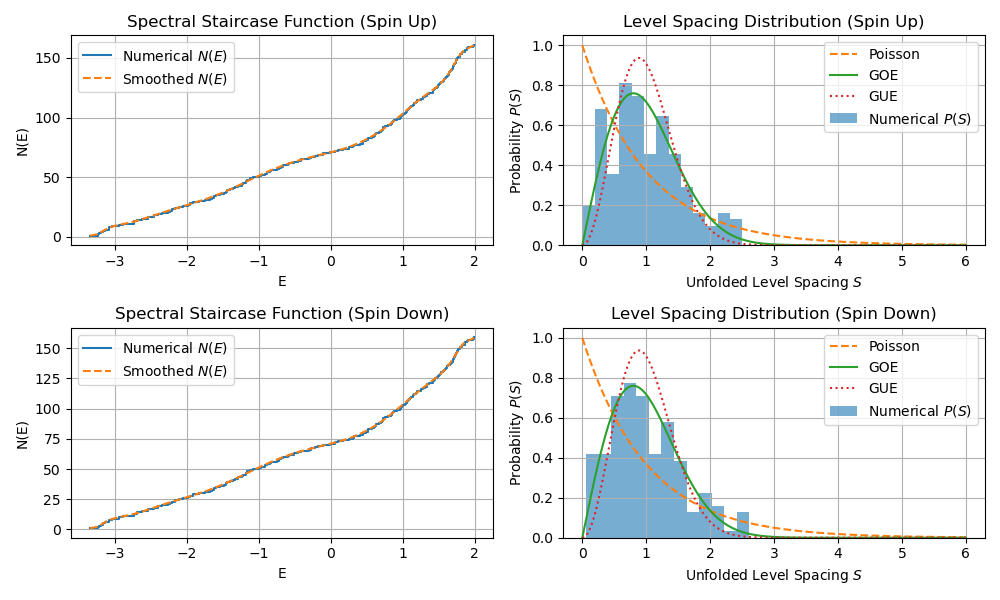 Spectral Staircase Function (Spin Up)
N(E)
150
100
50
0
Numerical N(E)
Smoothed N(E)
−3
−2
−1
0
1
2
E
Level Spacing Distribution (Spin Up)
Probability P(S)
1.0
0.8
0.6
0.4
0.2
0.0
Poisson
GOE
GUE
Numerical P(S)
0
1
2
3
4
5
6
Unfolded Level Spacing S
Spectral Staircase Function (Spin Down)
N(E)
150
125
100
75
50
25
0
Numerical N(E)
Smoothed N(E)
−3
−2
−1
0
1
2
E
Level Spacing Distribution (Spin Down)
Probability P(S)
1.0
0.8
0.6
0.4
0.2
0.0
Poisson
GOE
GUE
Numerical P(S)
0
1
2
3
4
5
6
Unfolded Level Spacing S